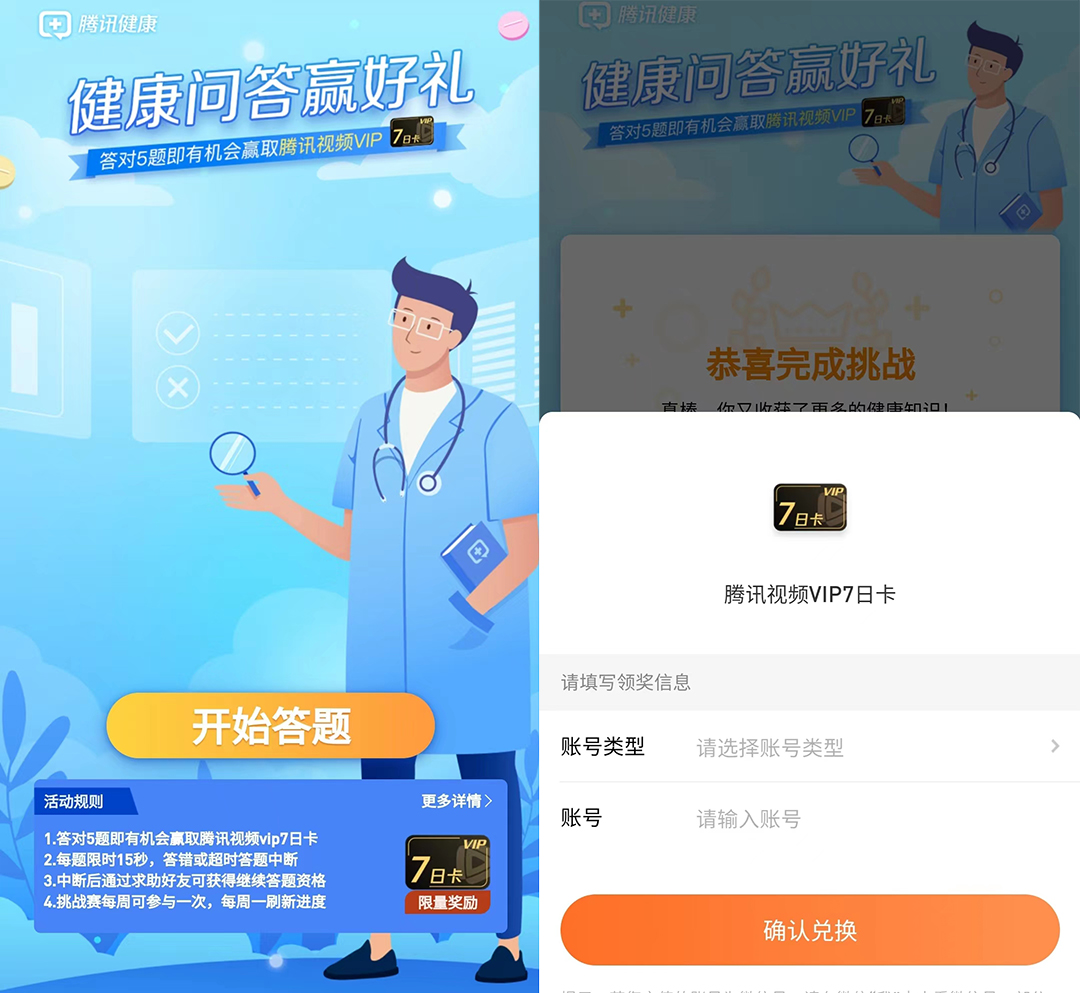 腾讯健康
健康问答赢好礼
答对5题即有机会赢取腾讯视频VIP
VIP
7日卡
开始答题
活动规则
更多详情
1.答对5题即有机会赢取腾讯视频vip7日卡
2.每题限时15秒，答错或超时答题中断
3.中断后通过求助好友可获得继续答题资格
4.挑战赛每周可参与一次，每周一刷新进度
VIP
7日卡
限量奖励
腾讯健康
健康问答赢好礼
答对5题即有机会赢取腾讯视频VIP
VIP
7日卡
恭喜完成挑战
真棒，你又收获了更多的健康知识！
VIP
7日卡
腾讯视频VIP7日卡
请填写领奖信息
账号类型 请选择账号类型
账号 请输入账号
确认兑换